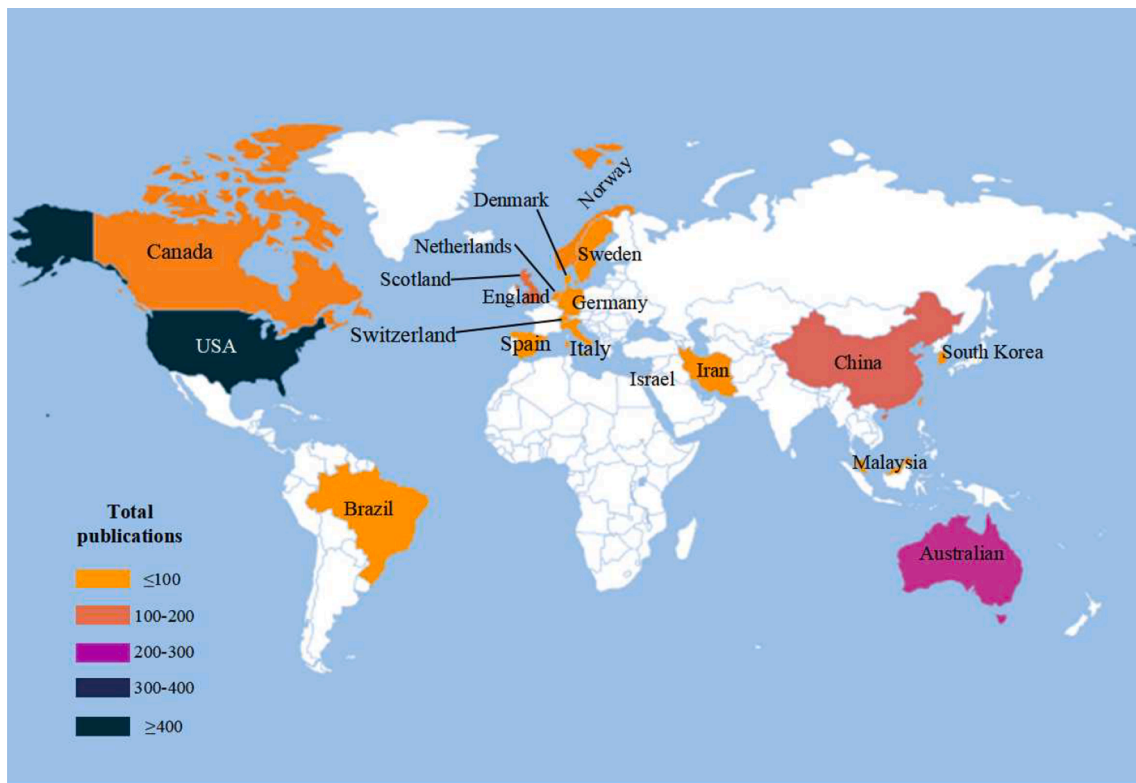 Norway
Denmark
Canada
Netherlands
Sweden
Scotland
England
Germany
Switzerland
USA
Spain
Italy
Iran
China
South Korea
Israel
Malaysia
Brazil
Australian
Total
publications
≤100
100-200
200-300
300-400
≥400